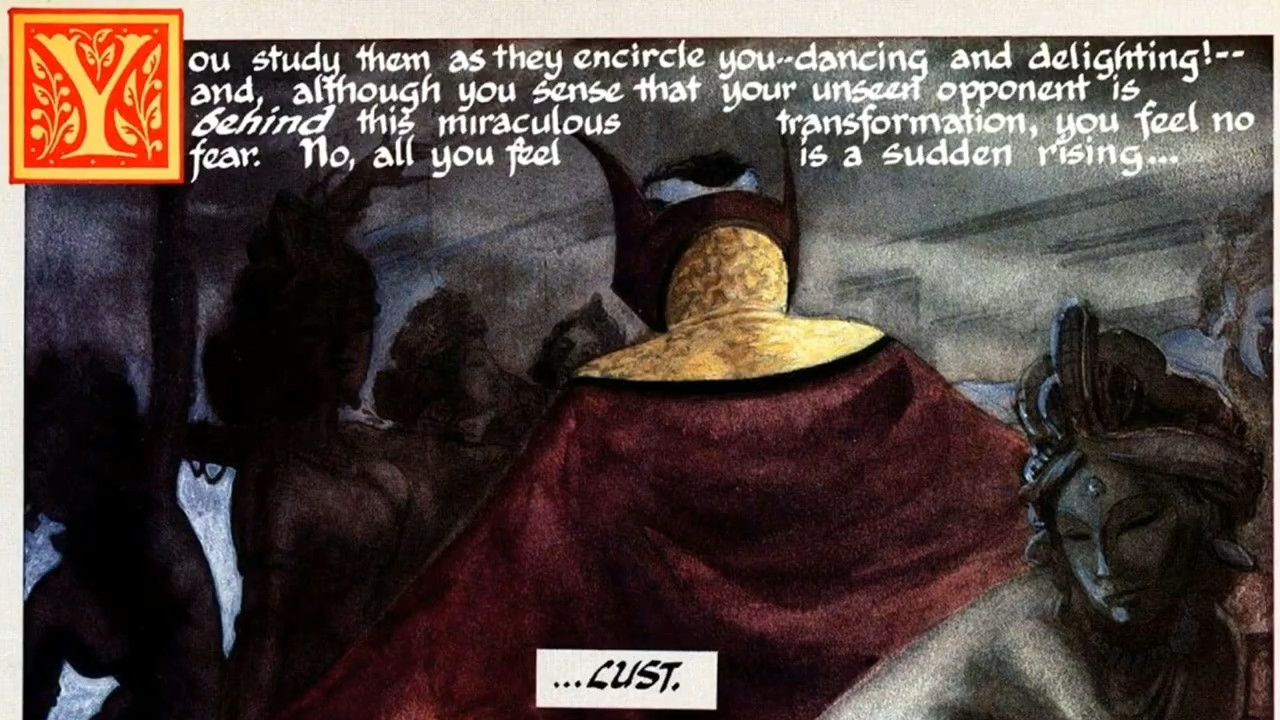 You study them as they encircle you--dancing and delighting!--
and, although you sense that your unseen opponent is
behind this miraculous transformation, you feel no
fear. No, all you feel is a sudden rising...
...LUST.